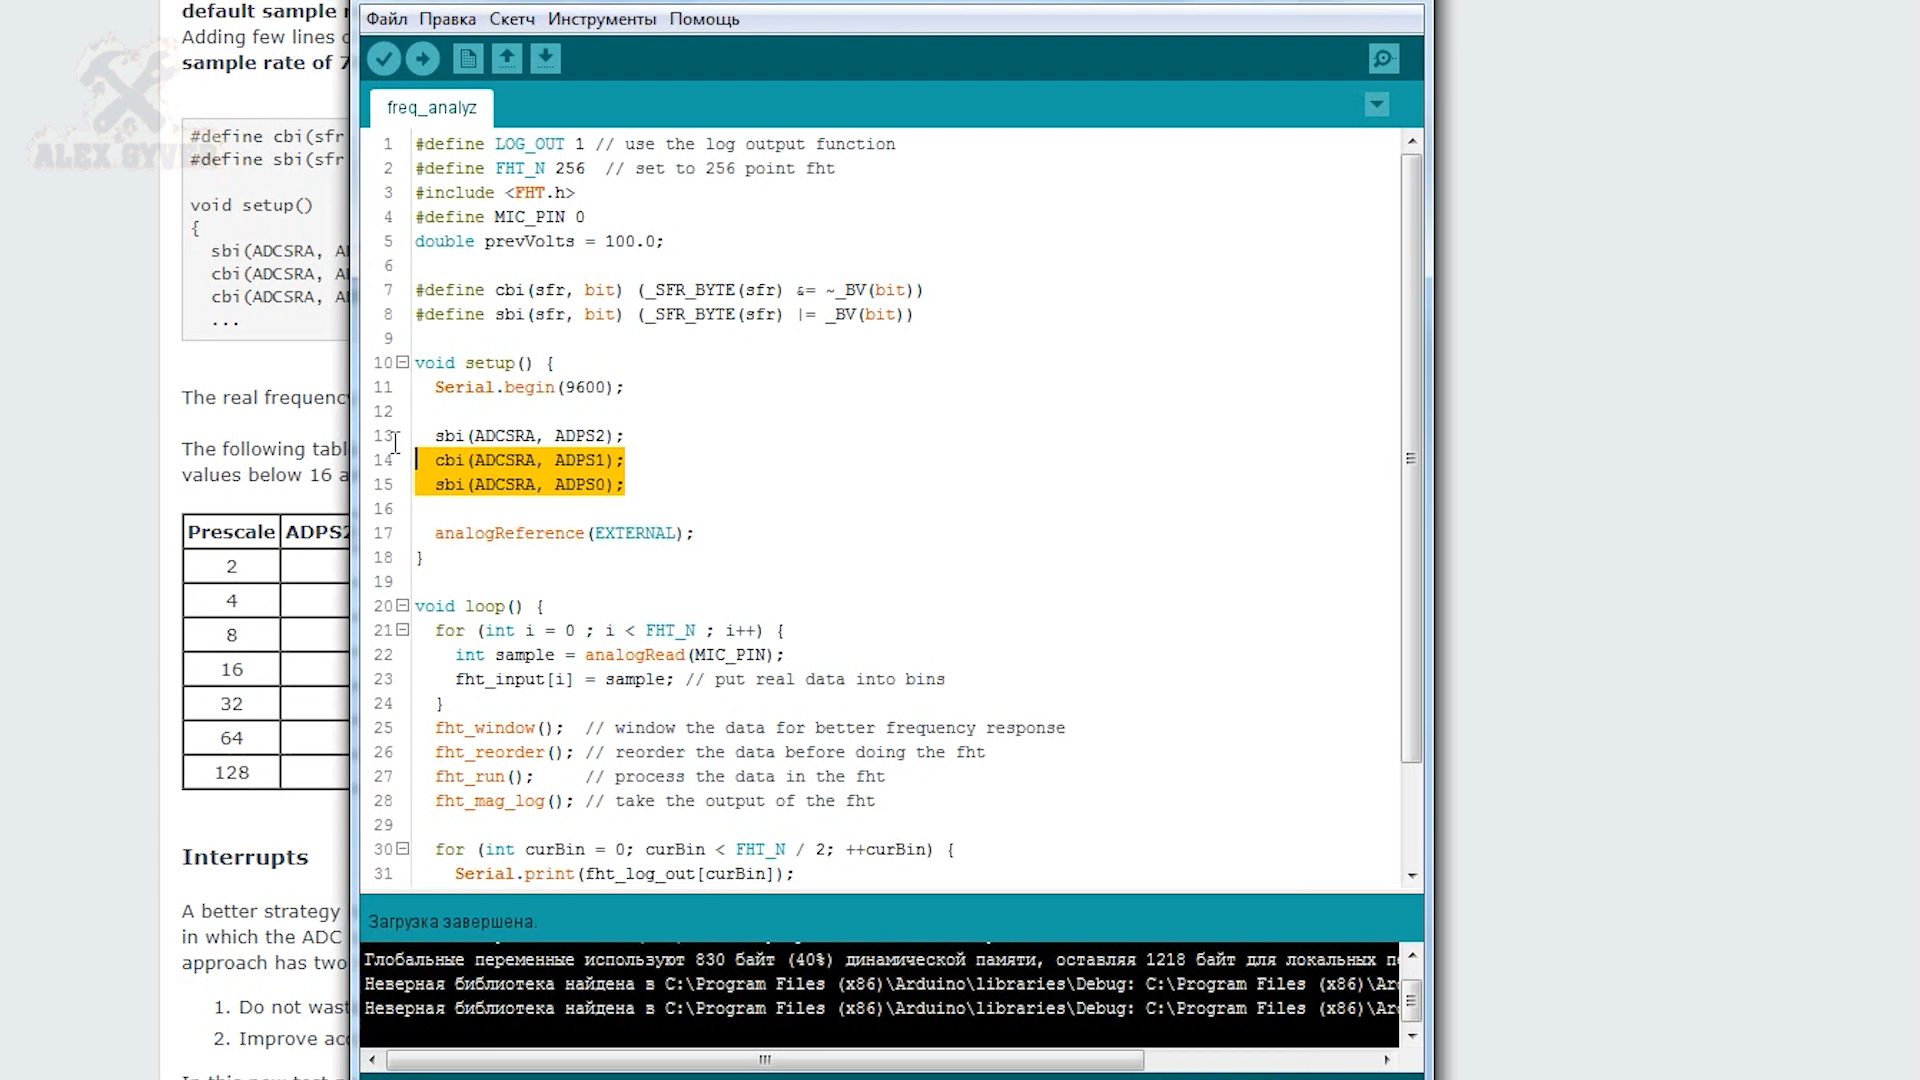 default sample
Adding few lines
sample rate of 7
ALEX GYVER
#define cbi(sfr
#define sbi(sfr
void setup()
{
sbi(ADCSRA,
cbi(ADCSRA,
cbi(ADCSRA,
...
The real frequency
The following
values below 16
Prescale ADPS2
2
4
8
16
32
64
128
Interrupts
A better strategy
in which the ADC
approach has two
1. Do not
2. Improve
Файл Правка Скетч Инструменты Помощь
freq_analyz
1 #define LOG_OUT 1 // use the log output function
2 #define FHT_N 256 // set to 256 point fht
3 #include <FHT.h>
4 #define MIC_PIN 0
5 double prevVolts = 100.0;
6
7 #define cbi(sfr, bit) (_SFR_BYTE(sfr) &= ~_BV(bit))
8 #define sbi(sfr, bit) (_SFR_BYTE(sfr) |= _BV(bit))
9
10 void setup() {
11 Serial.begin(9600);
12
13 sbi(ADCSRA, ADPS2);
14 cbi(ADCSRA, ADPS1);
15 sbi(ADCSRA, ADPS0);
16
17 analogReference(EXTERNAL);
18 }
19
20 void loop() {
21 for (int i = 0 ; i < FHT_N ; i++) {
22 int sample = analogRead(MIC_PIN);
23 fht_input[i] = sample; // put real data into bins
24 }
25 fht_window(); // window the data for better frequency response
26 fht_reorder(); // reorder the data before doing the fht
27 fht_run(); // process the data in the fht
28 fht_mag_log(); // take the output of the fht
29
30 for (int curBin = 0; curBin < FHT_N / 2; ++curBin) {
31 Serial.print(fht_log_out[curBin]);
Загрузка завершена.
Глобальные переменные используют 830 байт (40%) динамической памяти, оставляя 1218 байт для локальных
Неверная библиотека найдена в C:\Program Files (x86)\Arduino\libraries\Debug: C:\Program Files (x86)\Ar
Неверная библиотека найдена в C:\Program Files (x86)\Arduino\libraries\Debug: C:\Program Files (x86)\Ar